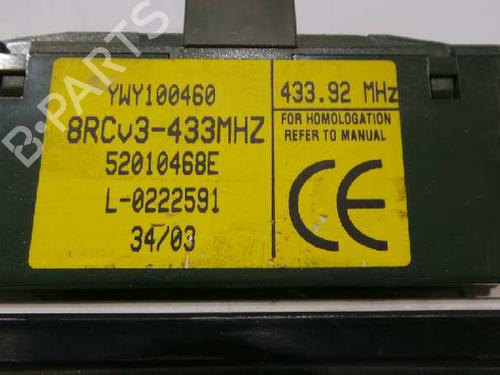 YWY100460
8RCv3-433MHZ
52010468E
L-0222591
34/03
433.92 MHz
FOR HOMOLOGATION
REFER TO MANUAL
CE
B-PARTS